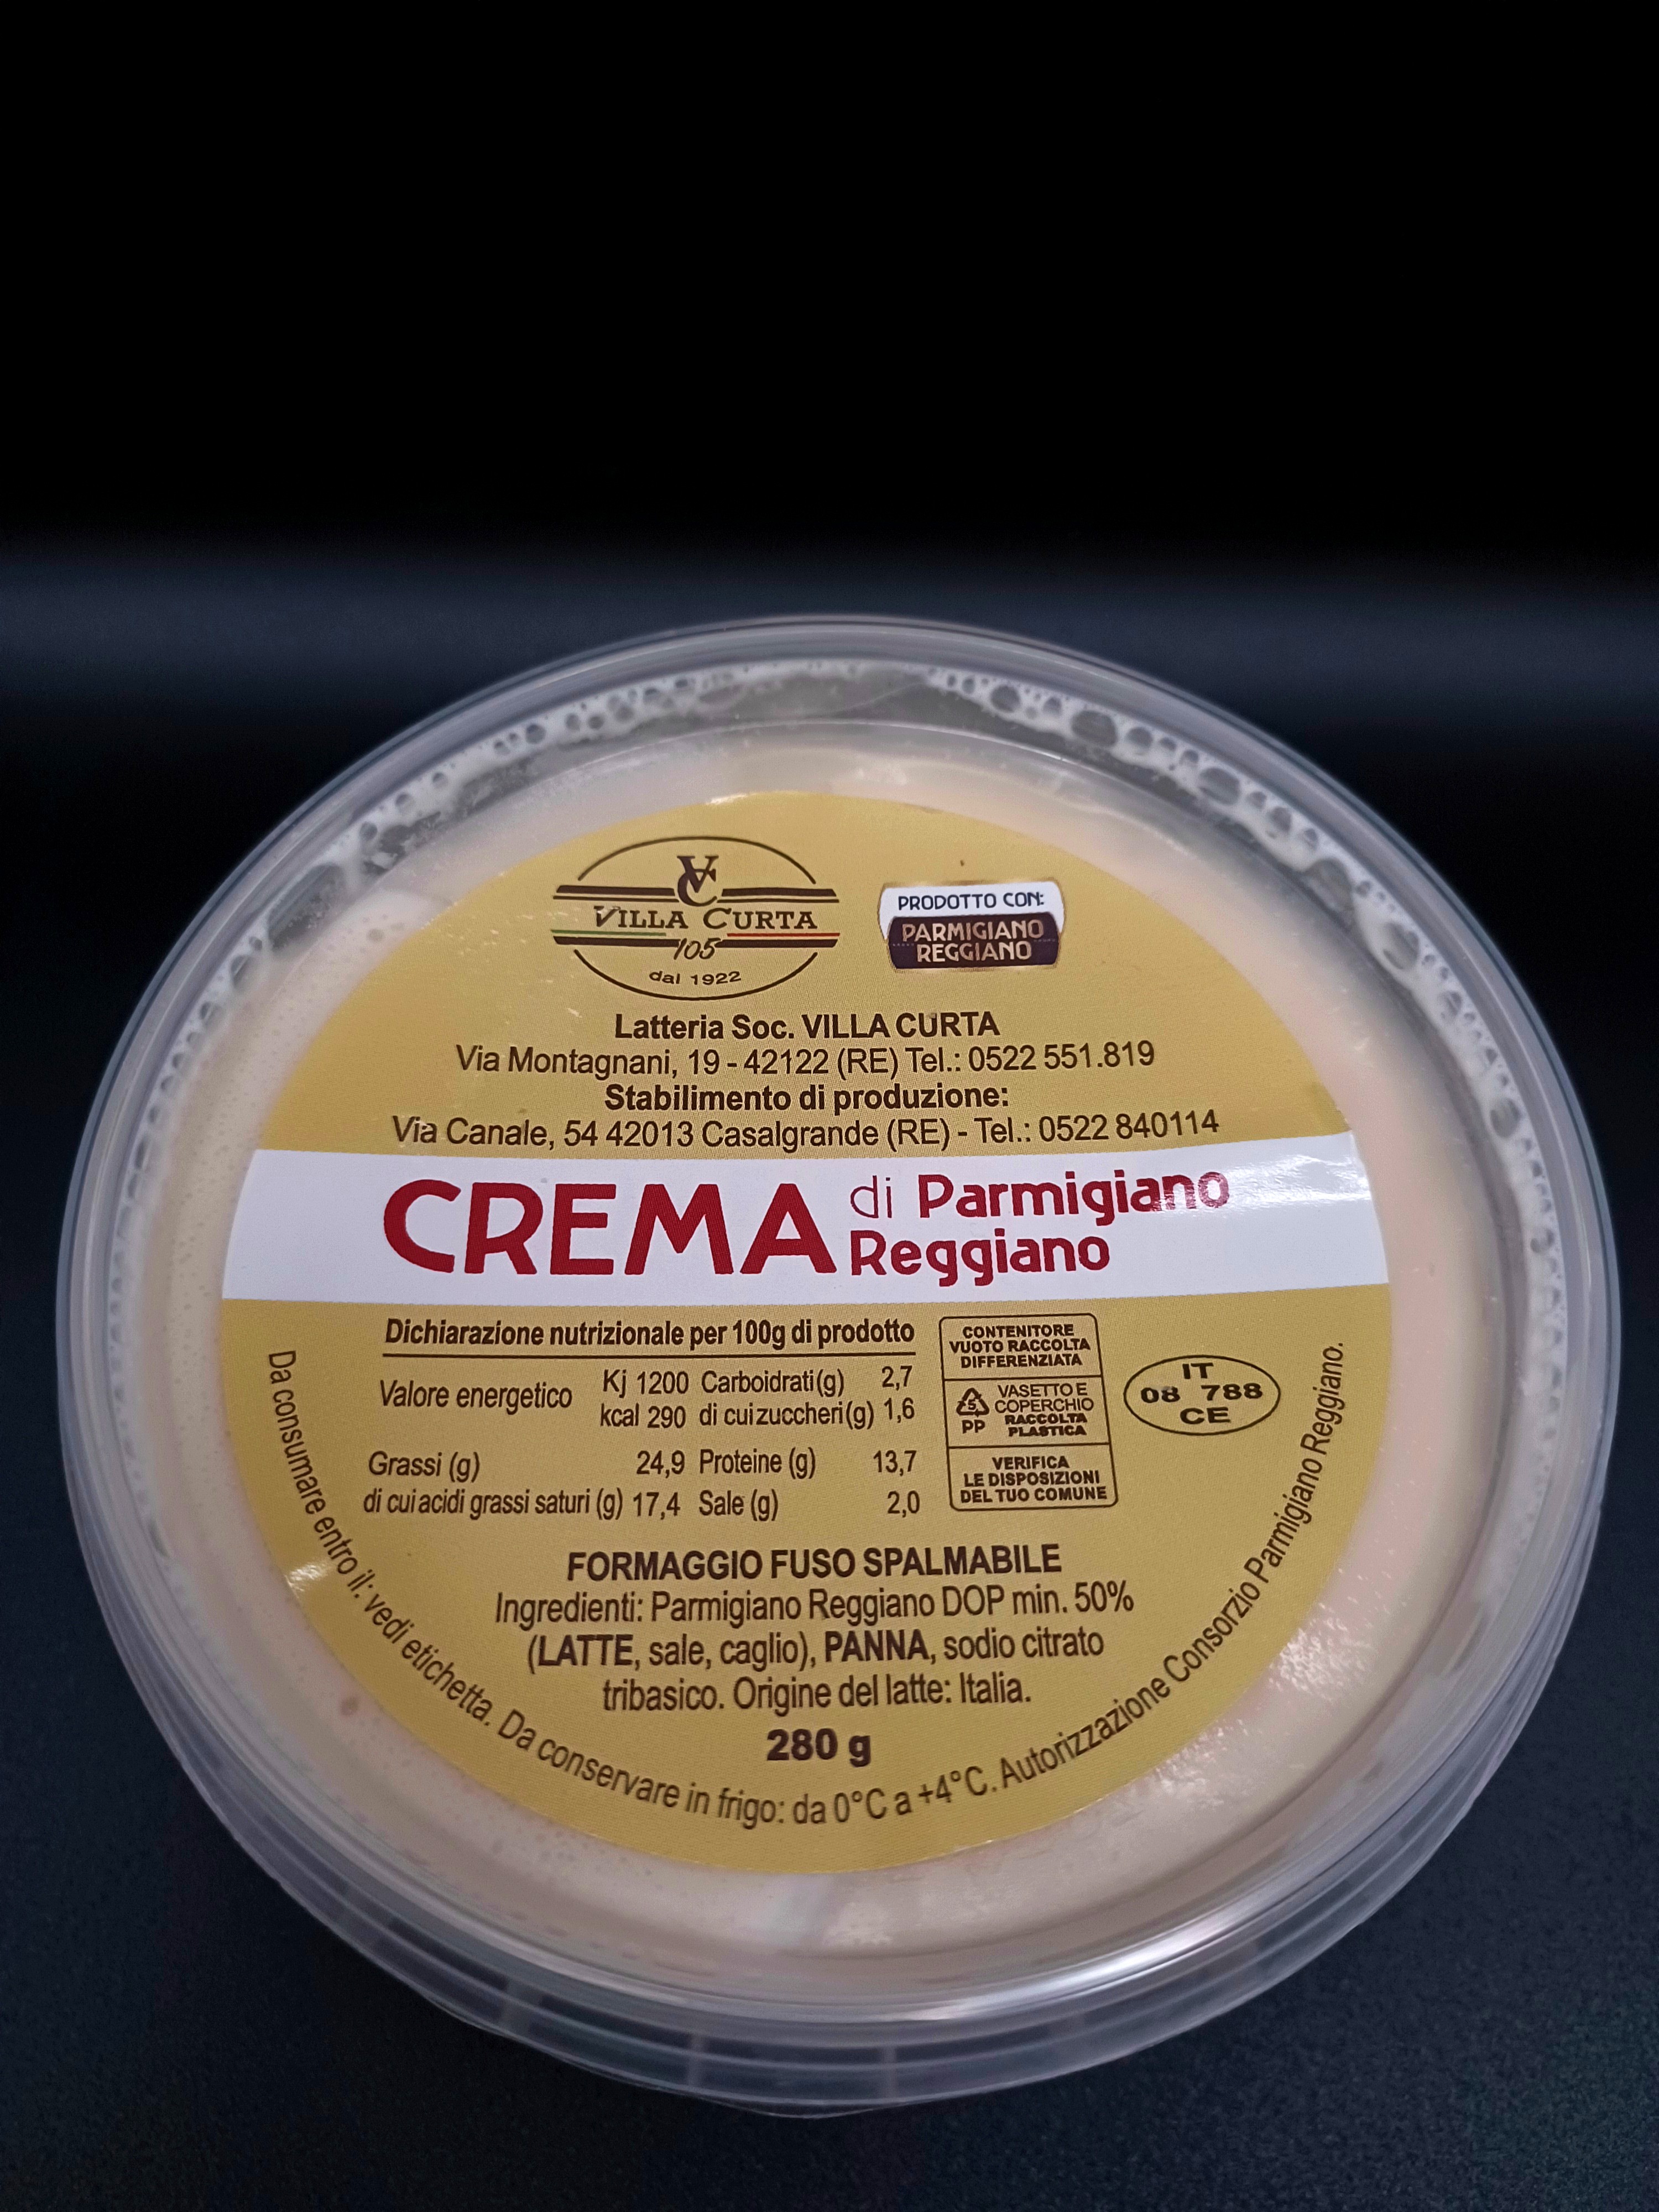 VC
VILLA CURTA
105
dal 1922
PRODOTTO CON:
PARMIGIANO
REGGIANO
Latteria Soc. VILLA CURTA
Via Montagnani, 19 - 42122 (RE) Tel.: 0522 551.819
Stabilimento di produzione:
Via Canale, 54 42013 Casalgrande (RE) - Tel.: 0522 840114
CREMA di Parmigiano
Reggiano
Dichiarazione nutrizionale per 100g di prodotto
Valore energetico Kj 1200 Carboidrati (g) 2,7
kcal 290 di cui zuccheri (g) 1,6
Grassi (g) 24,9 Proteine (g) 13,7
di cui acidi grassi saturi (g) 17,4 Sale (g) 2,0
CONTENITORE
VUOTO RACCOLTA
DIFFERENZIATA
5
PP
VASETTO E
COPERCHIO
RACCOLTA
PLASTICA
VERIFICA
LE DISPOSIZIONI
DEL TUO COMUNE
IT
08 788
CE
FORMAGGIO FUSO SPALMABILE
Ingredienti: Parmigiano Reggiano DOP min. 50%
(LATTE, sale, caglio), PANNA, sodio citrato
tribasico. Origine del latte: Italia.
280 g
Da consumare entro il: vedi etichetta. Da conservare in frigo: da 0°C a +4°C. Autorizzazione Consorzio Parmigiano Reggiano.